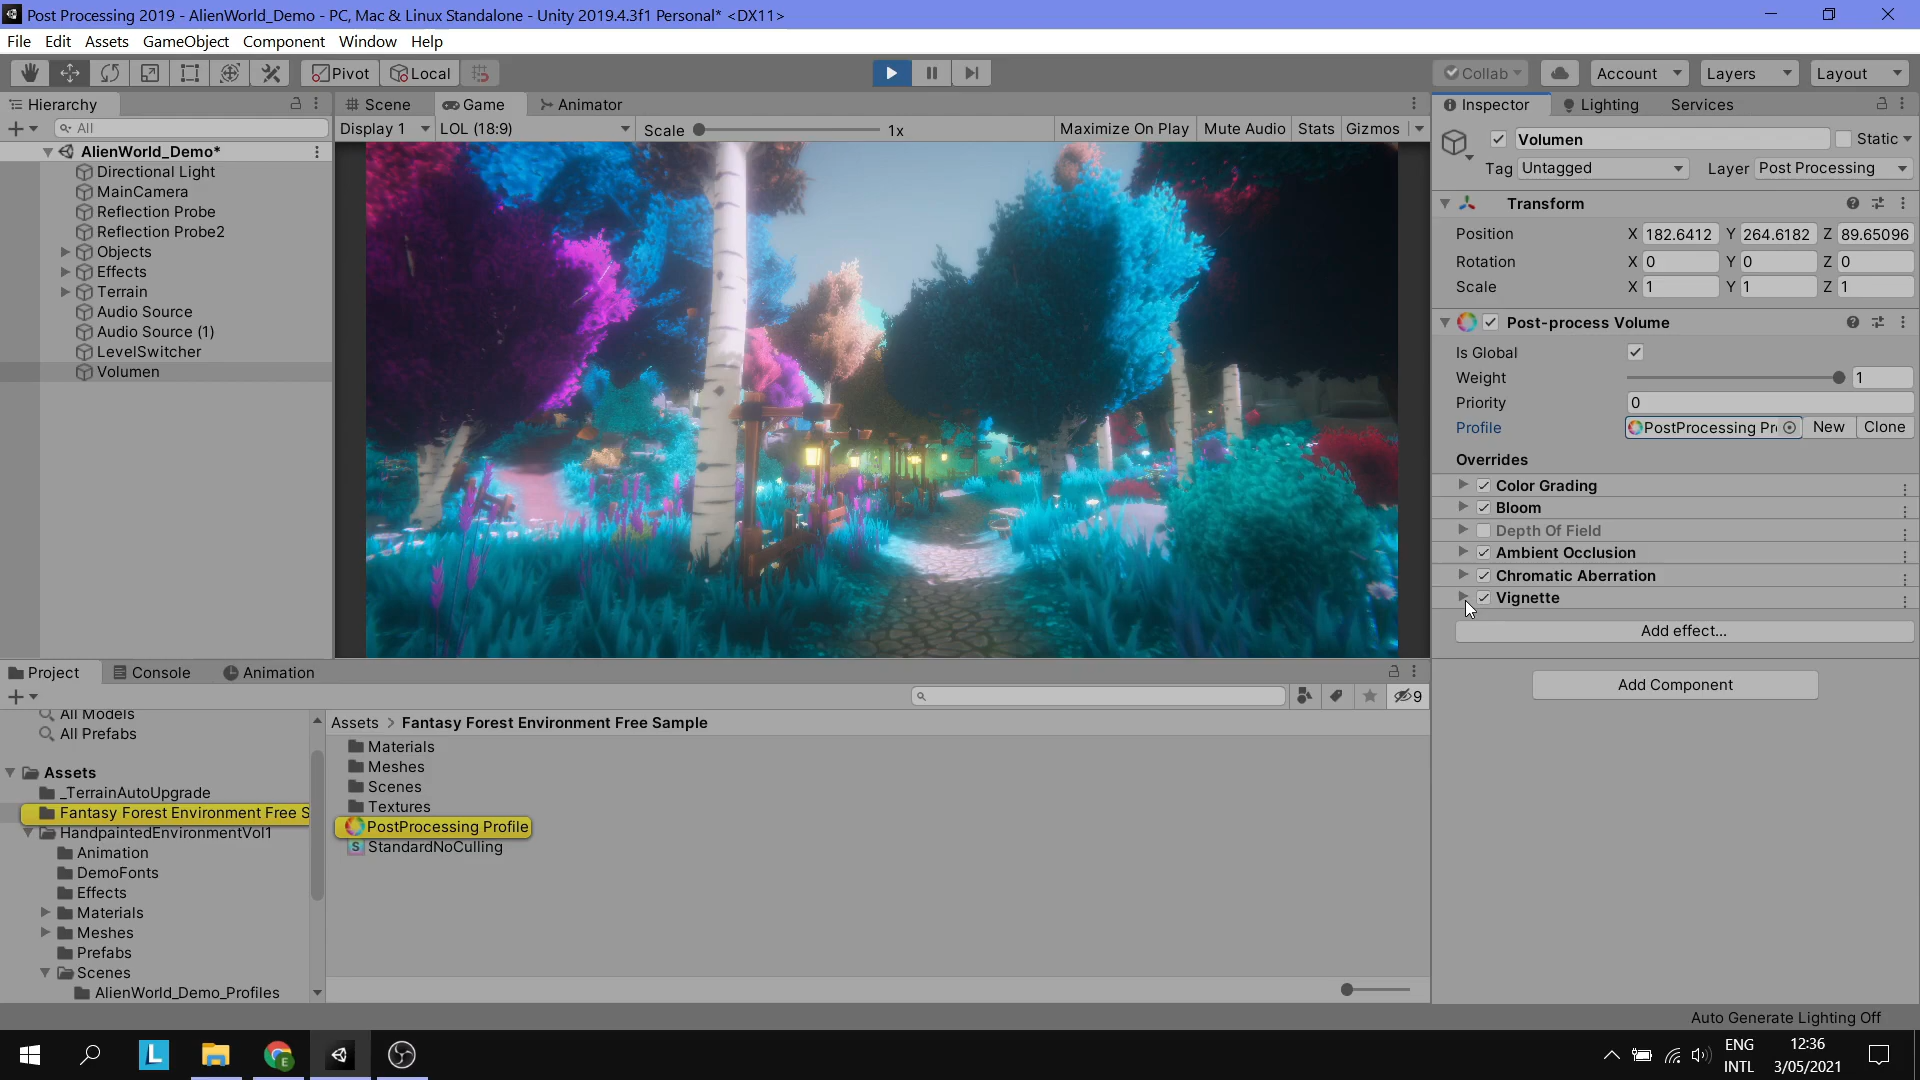 Post Processing 2019 - AlienWorld_Demo - PC, Mac & Linux Standalone - Unity 2019.4.3f1 Personal* <DX11>
File Edit Assets GameObject Component Window Help
Pivot Local Collab Account Layers Layout
Hierarchy
All
AlienWorld_Demo*
Directional Light
MainCamera
Reflection Probe
Reflection Probe2
Objects
Effects
Terrain
Audio Source
Audio Source (1)
LevelSwitcher
Volumen
Scene Game Animator
Display 1 LOL (18:9) Scale 1x Maximize On Play Mute Audio Stats Gizmos
Inspector Lighting Services
Volumen Static
Tag Untagged Layer Post Processing
Transform
Position X 182.6412 Y 264.6182 Z 89.65096
Rotation X 0 Y 0 Z 0
Scale X 1 Y 1 Z 1
Post-process Volume
Is Global
Weight 1
Priority 0
Profile PostProcessing Pr New Clone
Overrides
Color Grading
Bloom
Depth Of Field
Ambient Occlusion
Chromatic Aberration
Vignette
Add effect...
Add Component
Project Console Animation
9
All Models
All Prefabs
Assets
_TerrainAutoUpgrade
Fantasy Forest Environment Free S
HandpaintedEnvironmentVol1
Animation
DemoFonts
Effects
Materials
Meshes
Prefabs
Scenes
AlienWorld_Demo_Profiles
Assets > Fantasy Forest Environment Free Sample
Materials
Meshes
Scenes
Textures
PostProcessing Profile
S StandardNoCulling
Auto Generate Lighting Off
L
E
ENG
INTL
12:36
3/05/2021